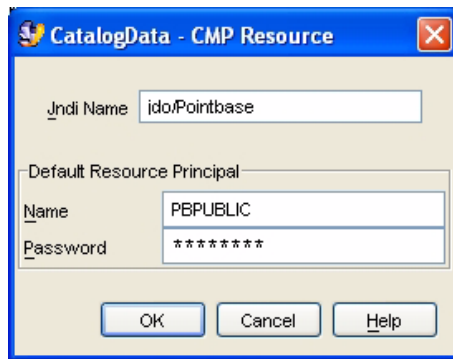 CatalogData - CMP Resource
Jndi Name jdo/Pointbase
Default Resource Principal
Name PBPUBLIC
Password ********
OK Cancel Help